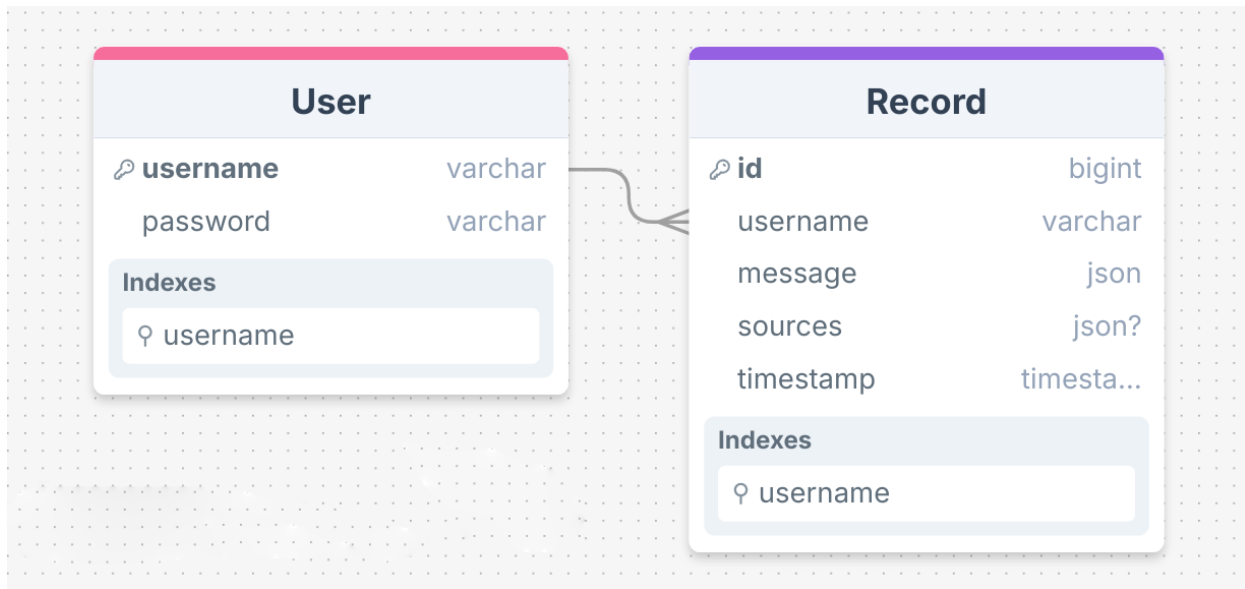 User
username varchar
password varchar
Indexes
username
Record
id bigint
username varchar
message json
sources json?
timestamp timesta...
Indexes
username